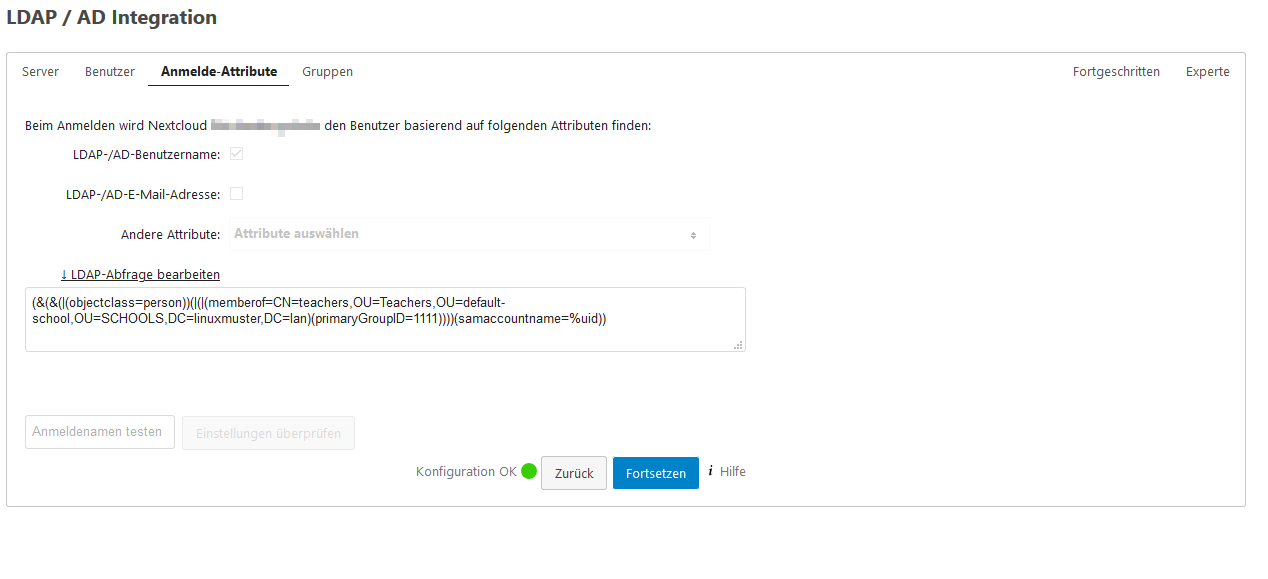 LDAP / AD Integration
Server Benutzer Anmelde-Attribute Gruppen Fortgeschritten Experte
Beim Anmelden wird Nextcloud den Benutzer basierend auf folgenden Attributen finden:
LDAP-/AD-Benutzername:
LDAP-/AD-E-Mail-Adresse:
Andere Attribute: Attribute auswählen
↓ LDAP-Abfrage bearbeiten
(&(&(|(objectclass=person))(|(|(memberof=CN=teachers,OU=Teachers,OU=default-
school,OU=SCHOOLS,DC=linuxmuster,DC=lan)(primaryGroupID=1111))))(samaccountname=%uid))
Anmeldenamen testen Einstellungen überprüfen
Konfiguration OK Zurück Fortsetzen i Hilfe